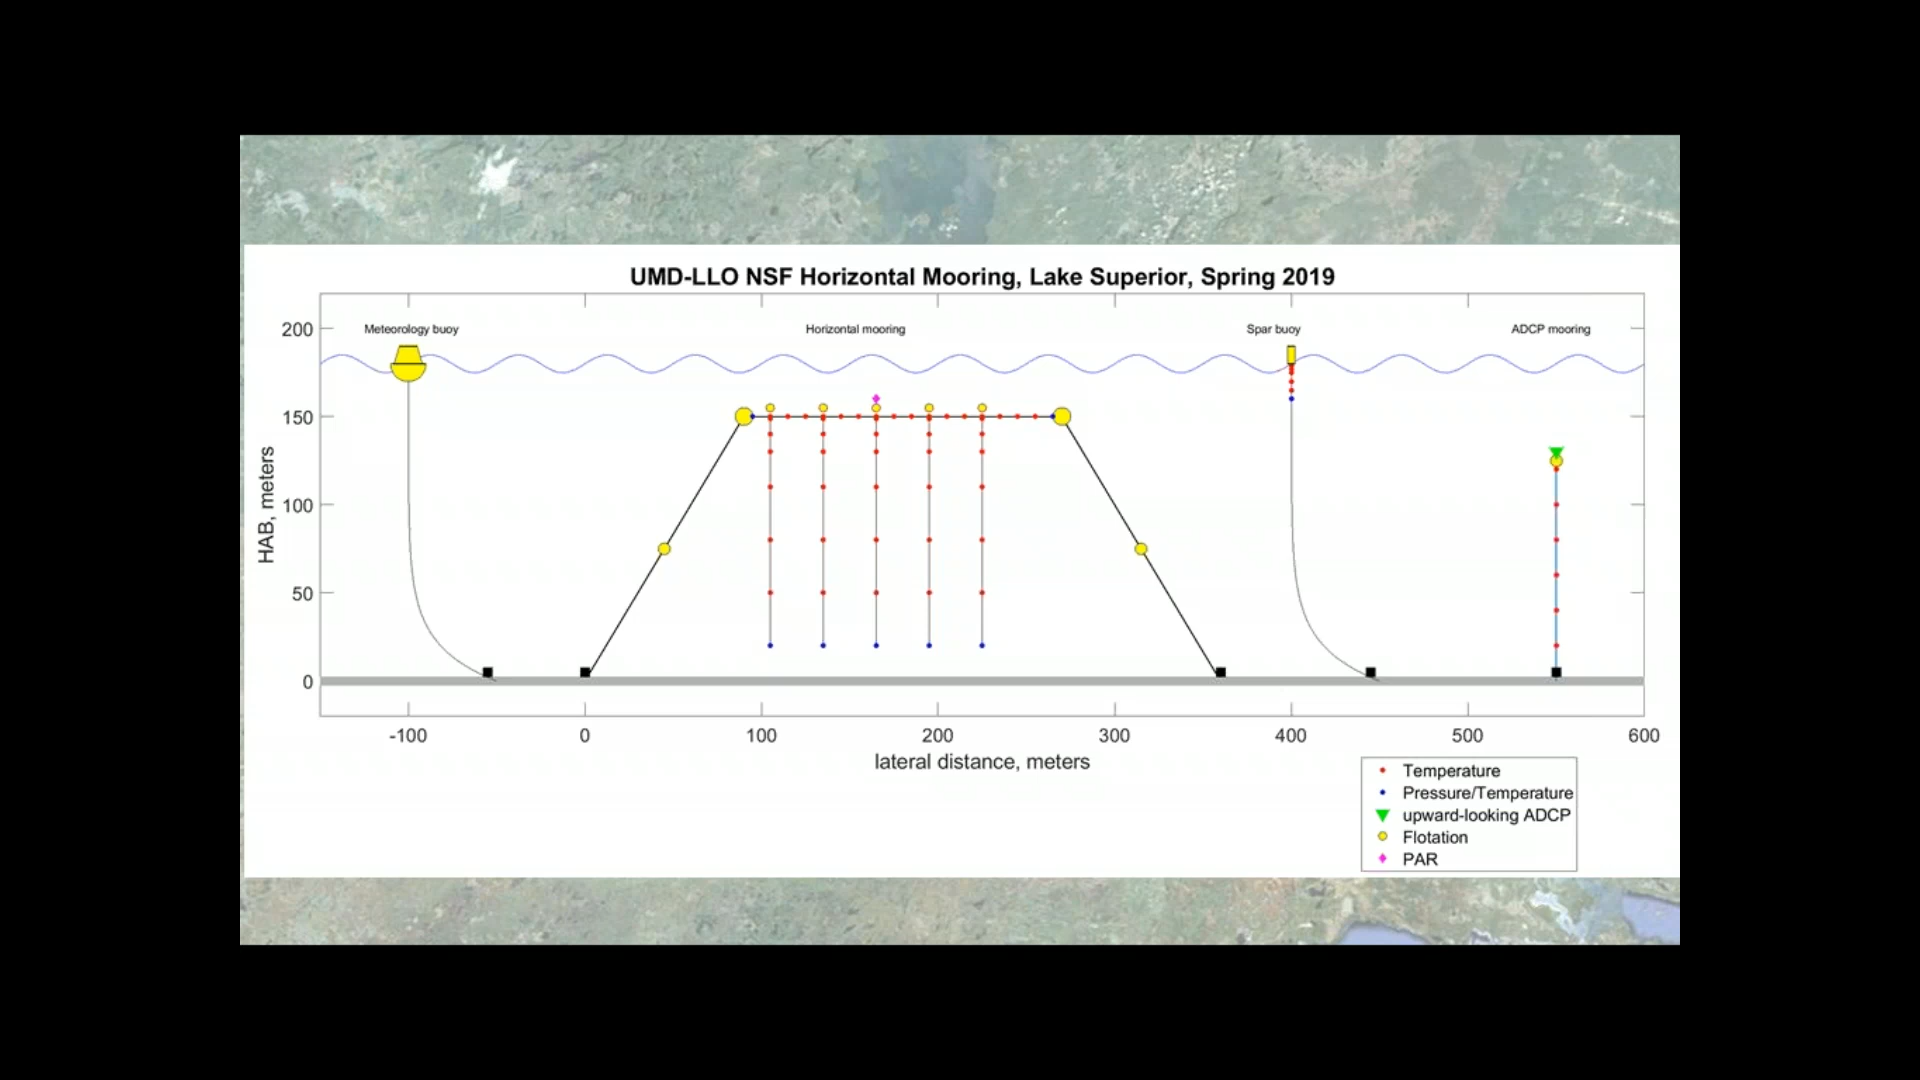 UMD-LLO NSF Horizontal Mooring, Lake Superior, Spring 2019
Meteorology buoy
Horizontal mooring
Spar buoy
ADCP mooring
200
150
100
50
0
HAB, meters
-100
0
100
200
300
400
500
600
lateral distance, meters
Temperature
Pressure/Temperature
upward-looking ADCP
Flotation
PAR